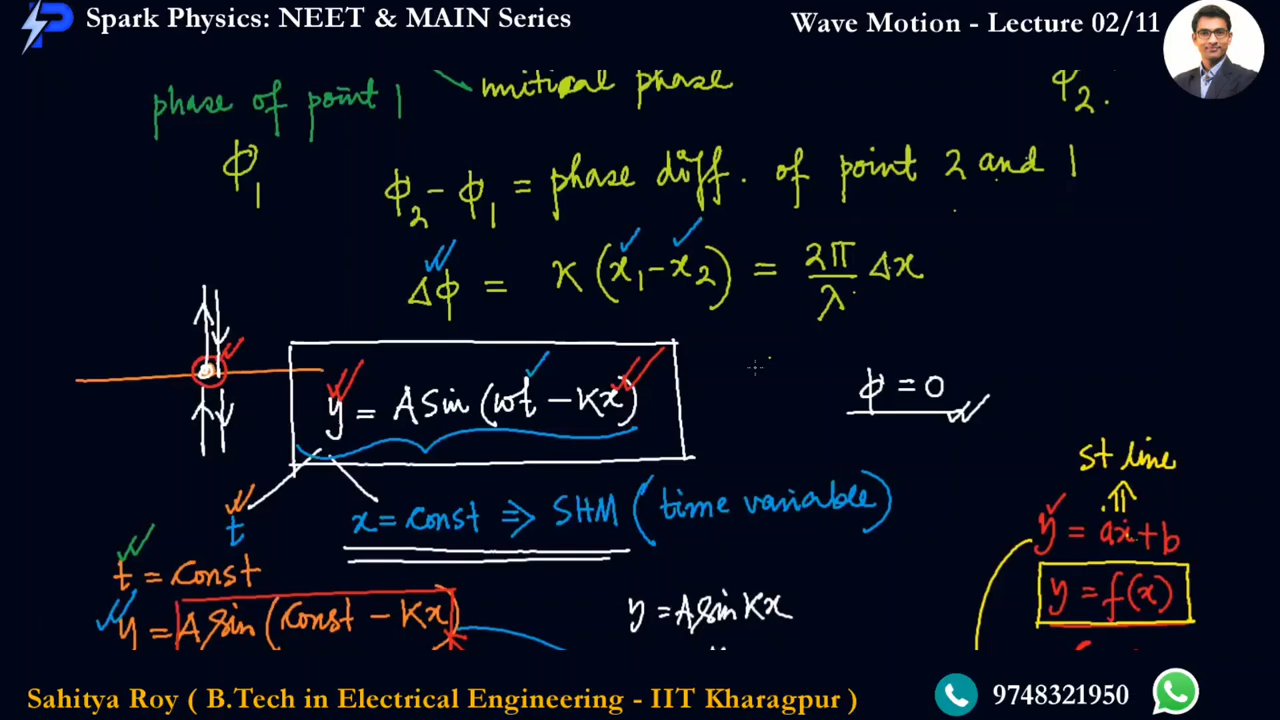 Spark Physics: NEET & MAIN Series
Wave Motion - Lecture 02/11
phase of point 1
initial phase
φ₂.
φ₁
φ₂ - φ₁ = phase diff. of point 2 and 1
Δφ = K(x₁-x₂) = 2π/λ Δx
y = A Sin(ωt - Kx)
φ = 0
st line
t
x = const ⇒ SHM (time variable)
y = ax+b
t = const
y = f(x)
y = A Sin(const - Kx)
y = A Sin Kx
Sahitya Roy ( B.Tech in Electrical Engineering - IIT Kharagpur )
9748321950